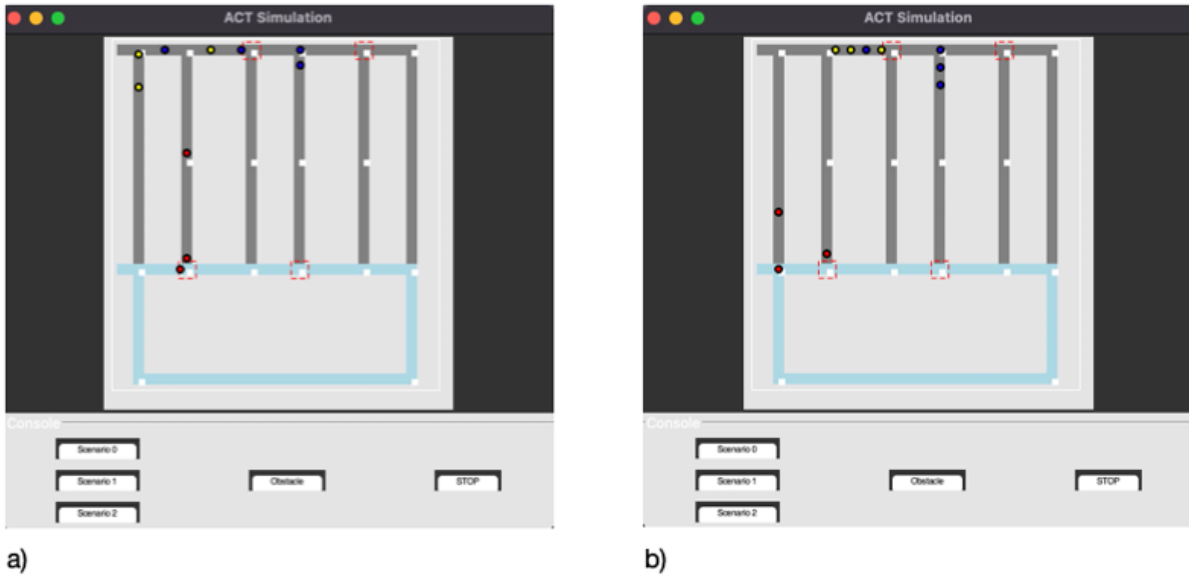 ACT Simulation
Console
Scenario 0
Scenario 1
Obstacle
STOP
Scenario 2
a)
ACT Simulation
Console
Scenario 0
Scenario 1
Obstacle
STOP
Scenario 2
b)